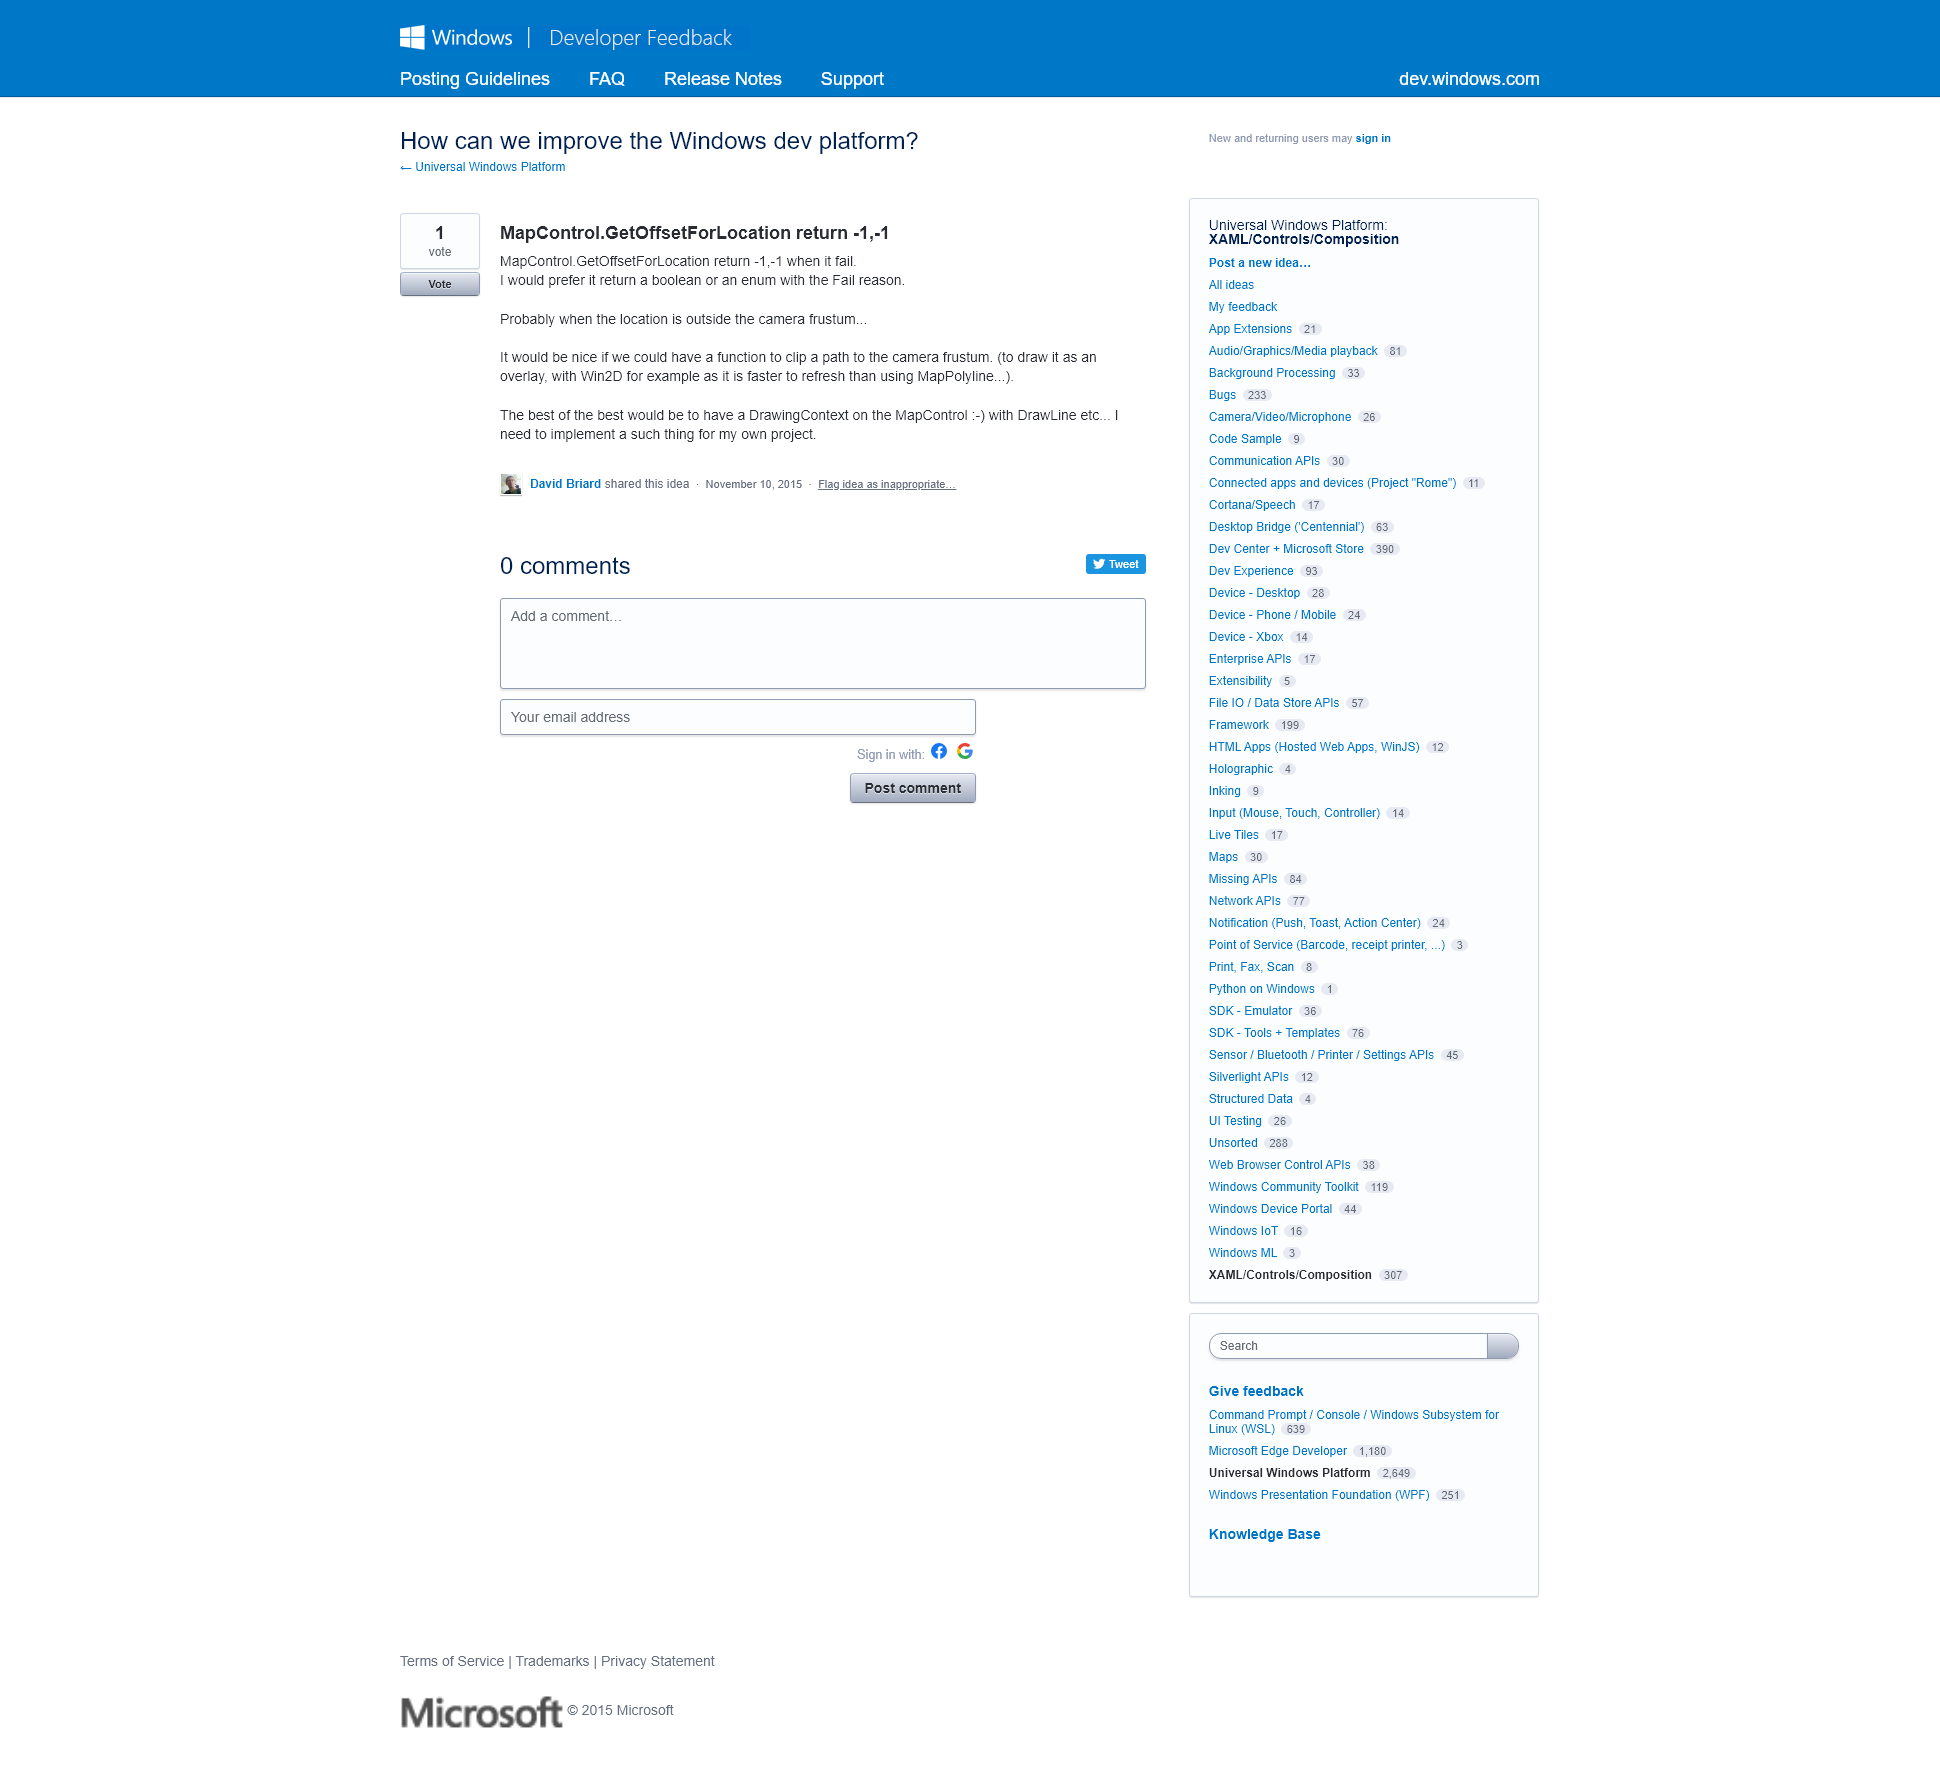 Windows | Developer Feedback
Posting Guidelines FAQ Release Notes Support dev.windows.com
How can we improve the Windows dev platform?
← Universal Windows Platform
New and returning users may sign in
1
vote
Vote
MapControl.GetOffsetForLocation return -1,-1
MapControl.GetOffsetForLocation return -1,-1 when it fail.
I would prefer it return a boolean or an enum with the Fail reason.
Probably when the location is outside the camera frustum...
It would be nice if we could have a function to clip a path to the camera frustum. (to draw it as an
overlay, with Win2D for example as it is faster to refresh than using MapPolyline...).
The best of the best would be to have a DrawingContext on the MapControl :-) with DrawLine etc... I
need to implement a such thing for my own project.
David Briard shared this idea · November 10, 2015 · Flag idea as inappropriate…
0 comments
Tweet
Add a comment…
Your email address
Sign in with:
Post comment
Universal Windows Platform:
XAML/Controls/Composition
Post a new idea…
All ideas
My feedback
App Extensions 21
Audio/Graphics/Media playback 81
Background Processing 33
Bugs 233
Camera/Video/Microphone 26
Code Sample 9
Communication APIs 30
Connected apps and devices (Project "Rome") 11
Cortana/Speech 17
Desktop Bridge ('Centennial') 63
Dev Center + Microsoft Store 390
Dev Experience 93
Device - Desktop 28
Device - Phone / Mobile 24
Device - Xbox 14
Enterprise APIs 17
Extensibility 5
File IO / Data Store APIs 57
Framework 199
HTML Apps (Hosted Web Apps, WinJS) 12
Holographic 4
Inking 9
Input (Mouse, Touch, Controller) 14
Live Tiles 17
Maps 30
Missing APIs 84
Network APIs 77
Notification (Push, Toast, Action Center) 24
Point of Service (Barcode, receipt printer, ...) 3
Print, Fax, Scan 8
Python on Windows 1
SDK - Emulator 36
SDK - Tools + Templates 76
Sensor / Bluetooth / Printer / Settings APIs 45
Silverlight APIs 12
Structured Data 4
UI Testing 26
Unsorted 288
Web Browser Control APIs 38
Windows Community Toolkit 119
Windows Device Portal 44
Windows IoT 16
Windows ML 3
XAML/Controls/Composition 307
Search
Give feedback
Command Prompt / Console / Windows Subsystem for
Linux (WSL) 639
Microsoft Edge Developer 1,180
Universal Windows Platform 2,649
Windows Presentation Foundation (WPF) 251
Knowledge Base
Terms of Service | Trademarks | Privacy Statement
Microsoft © 2015 Microsoft